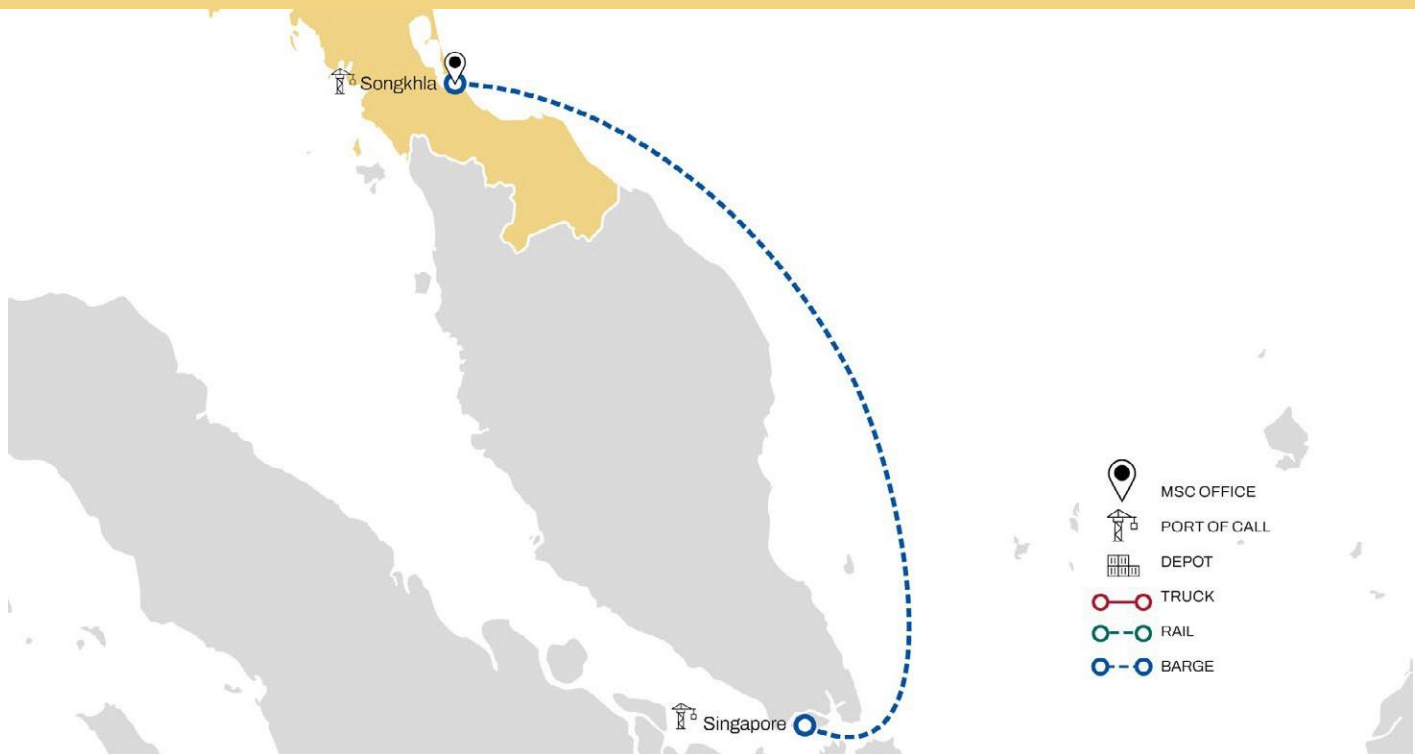 Songkhla
MSC OFFICE
PORT OF CALL
DEPOT
TRUCK
RAIL
BARGE
Singapore